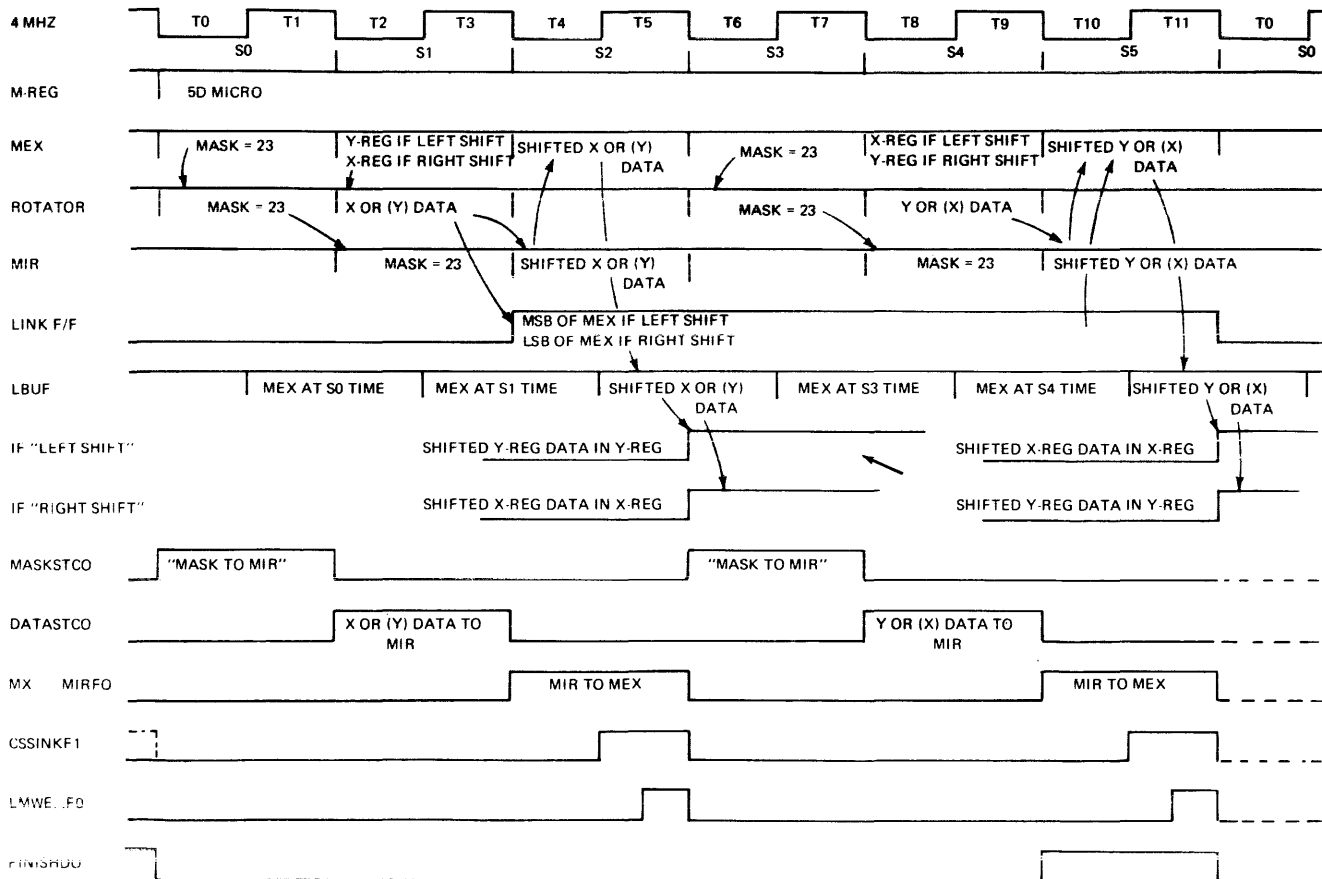 4 MHZ T0 T1 T2 T3 T4 T5 T6 T7 T8 T9 T10 T11 T0
S0 S1 S2 S3 S4 S5 S0
M-REG 5D MICRO
MEX MASK = 23 Y-REG IF LEFT SHIFT SHIFTED X OR (Y) MASK = 23 X-REG IF LEFT SHIFT SHIFTED Y OR (X)
X-REG IF RIGHT SHIFT DATA Y-REG IF RIGHT SHIFT DATA
ROTATOR MASK = 23 X OR (Y) DATA MASK = 23 Y OR (X) DATA
MIR MASK = 23 SHIFTED X OR (Y) MASK = 23 SHIFTED Y OR (X) DATA
DATA
LINK F/F MSB OF MEX IF LEFT SHIFT
LSB OF MEX IF RIGHT SHIFT
LBUF MEX AT S0 TIME MEX AT S1 TIME SHIFTED X OR (Y) MEX AT S3 TIME MEX AT S4 TIME SHIFTED Y OR (X)
DATA DATA
IF "LEFT SHIFT" SHIFTED Y-REG DATA IN Y-REG SHIFTED X-REG DATA IN X-REG
IF "RIGHT SHIFT" SHIFTED X-REG DATA IN X-REG SHIFTED Y-REG DATA IN Y-REG
MASKSTCO "MASK TO MIR" "MASK TO MIR"
DATASTCO X OR (Y) DATA TO Y OR (X) DATA TO
MIR MIR
MX MIRFO MIR TO MEX MIR TO MEX
CSSINKF1
LMWE..F0
FINISHDO